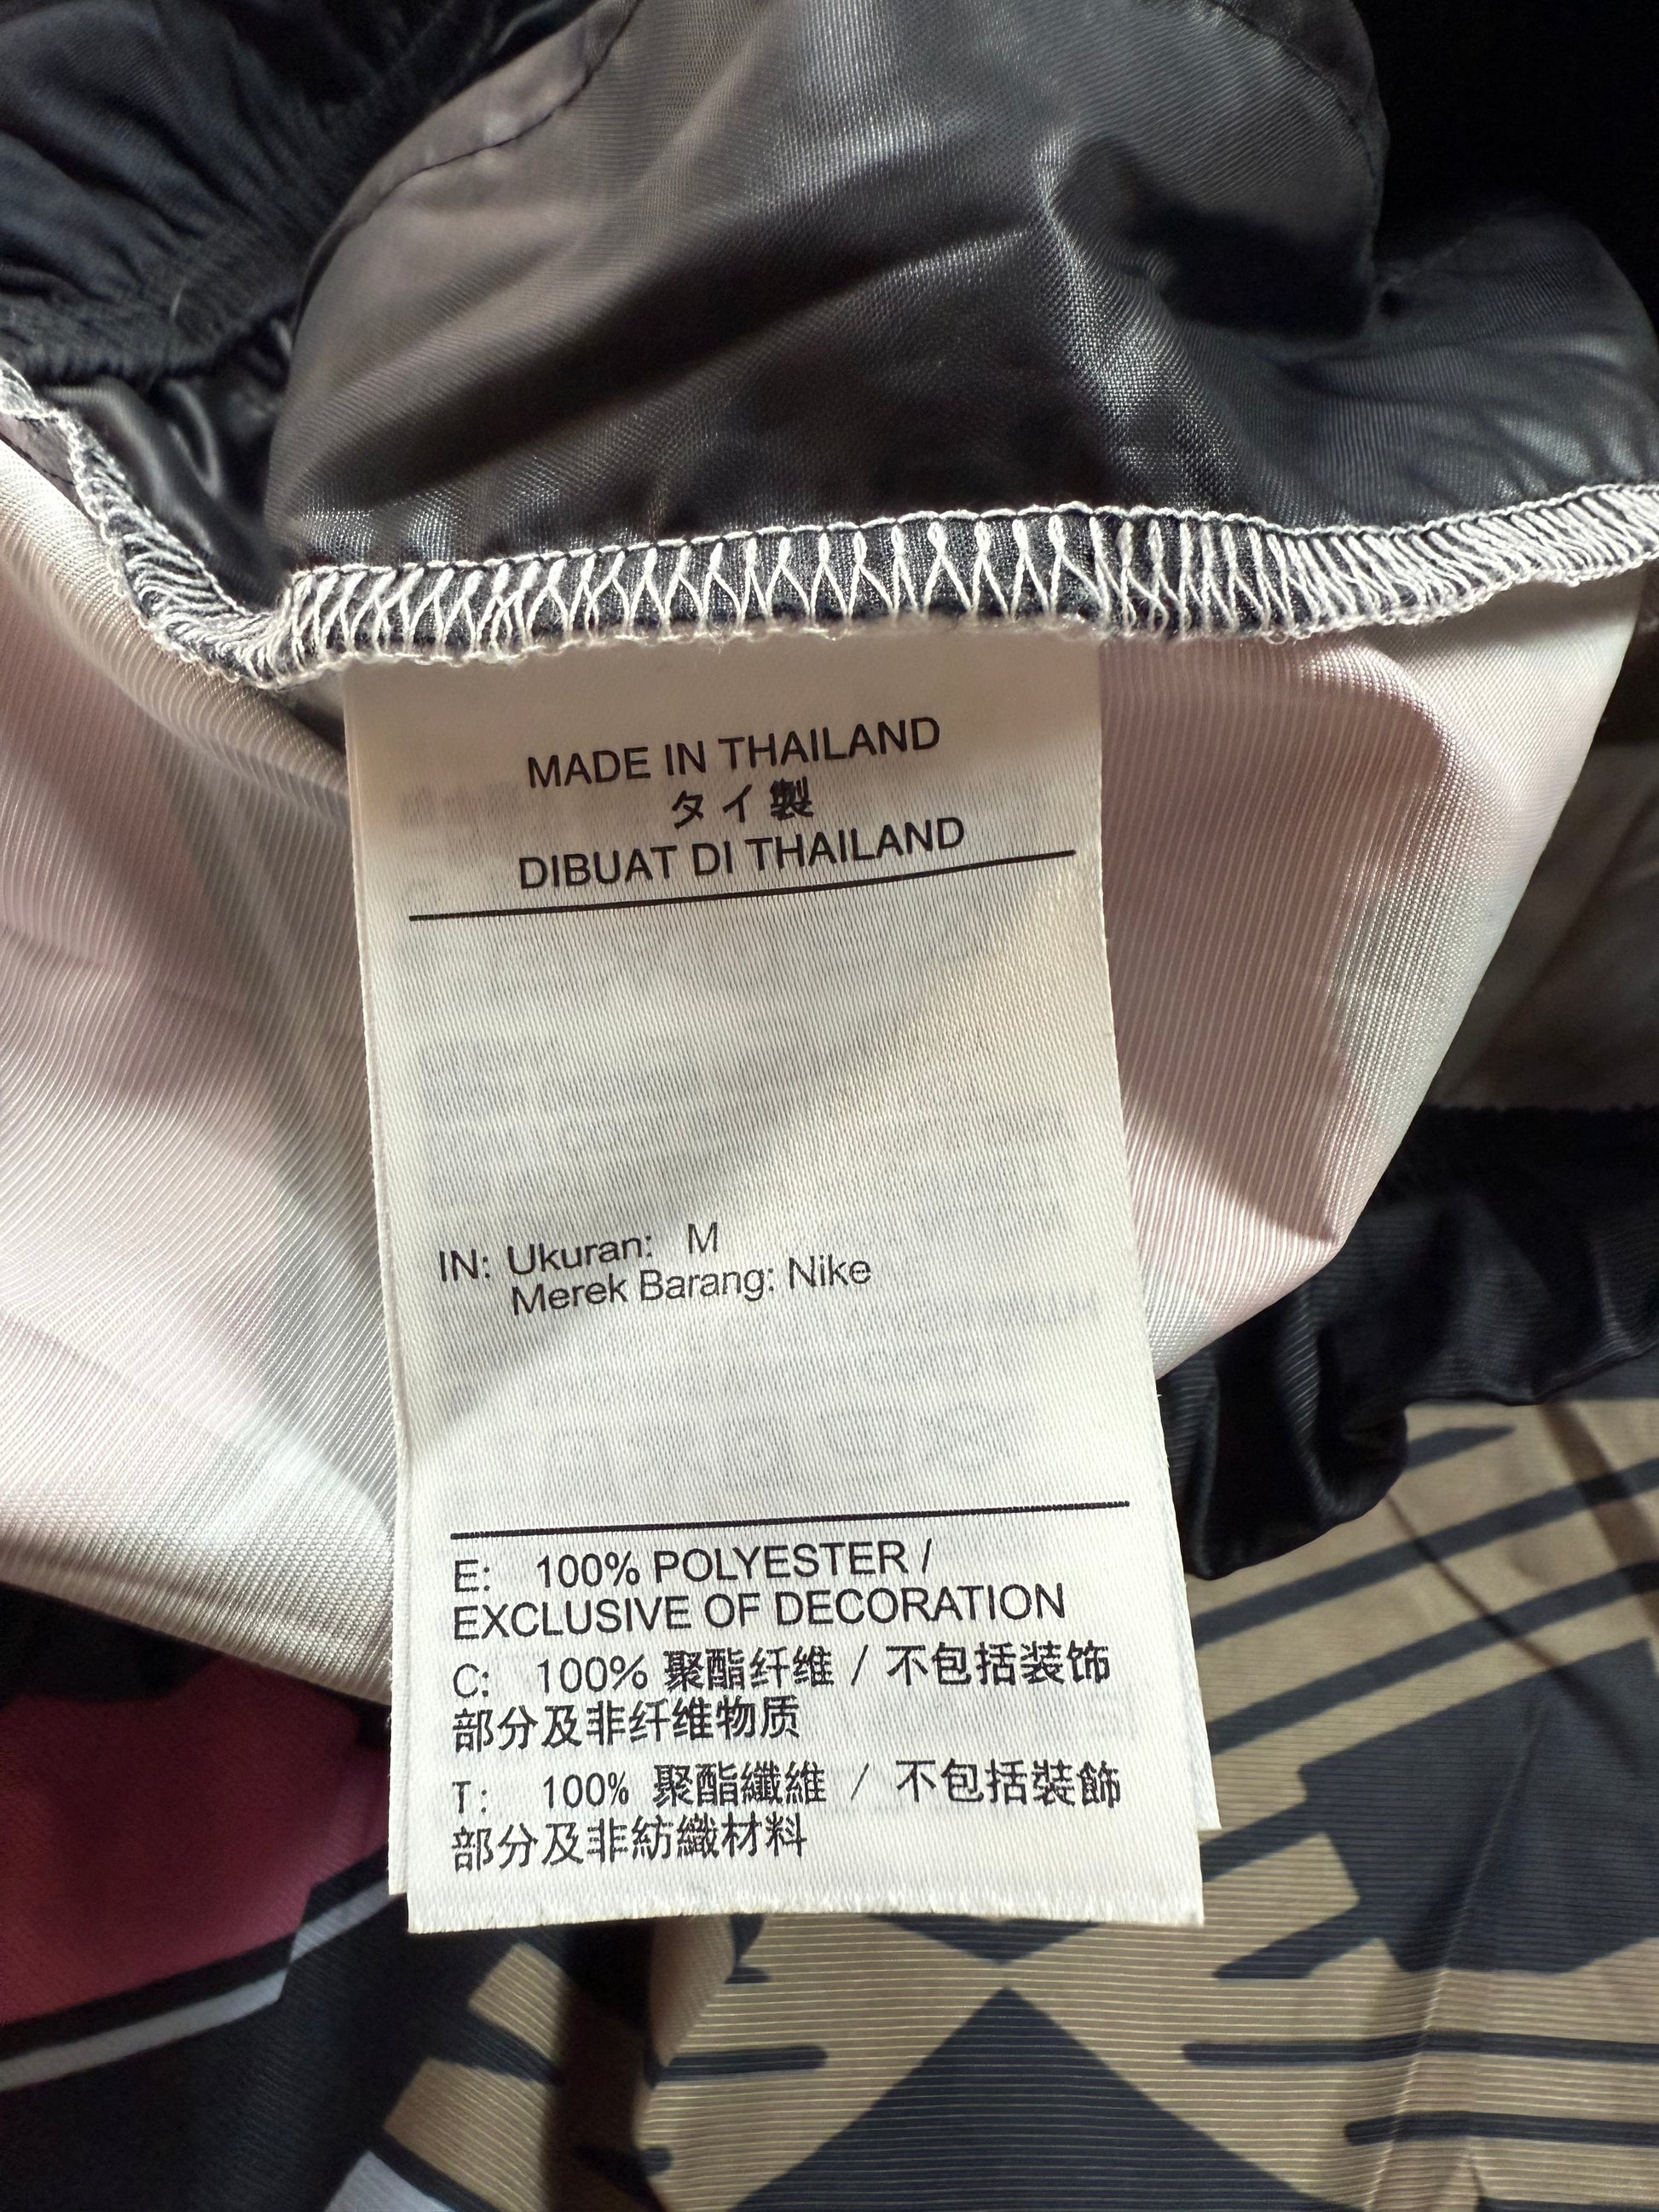 MADE IN THAILAND
タイ製
DIBUAT DI THAILAND
IN: Ukuran: M
Merek Barang: Nike
E: 100% POLYESTER /
EXCLUSIVE OF DECORATION
C: 100% 聚酯纤维 / 不包括装饰
部分及非纤维物质
T: 100% 聚酯纖維 / 不包括裝飾
部分及非紡織材料